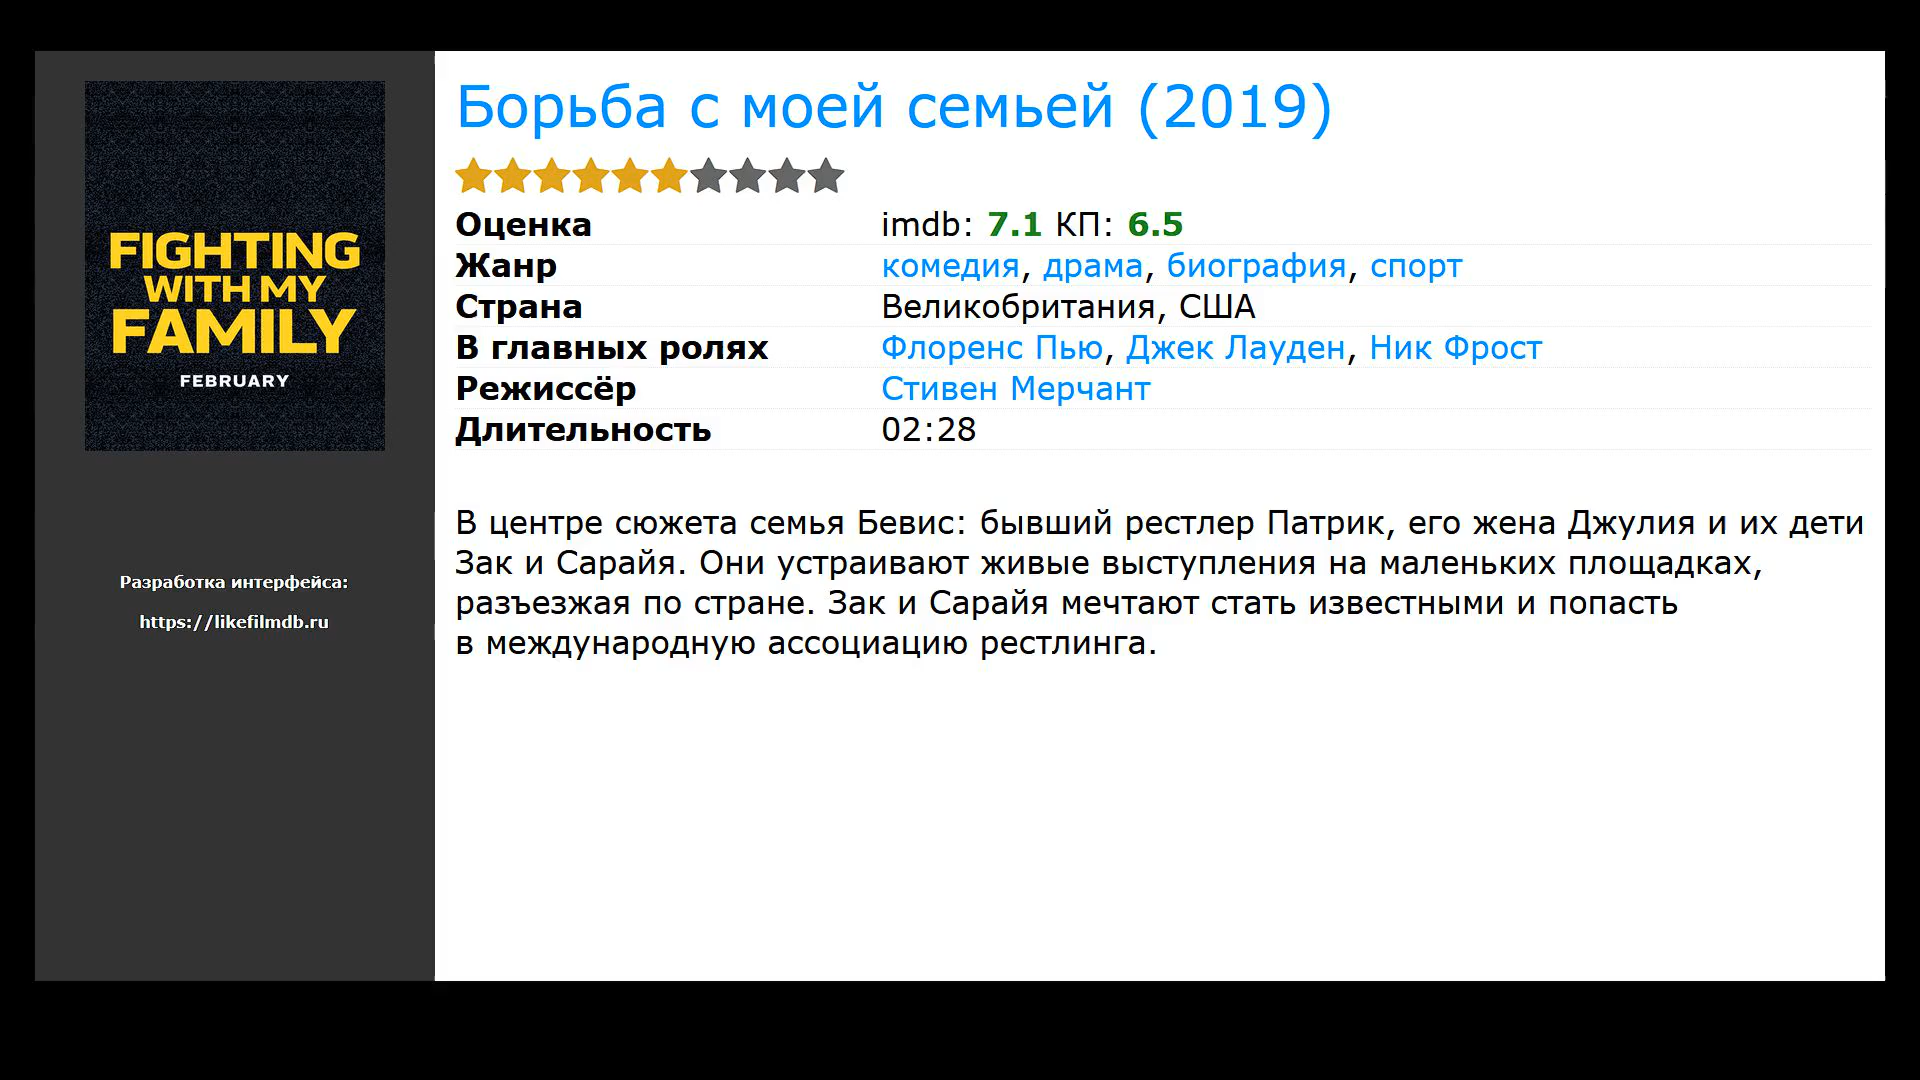 FIGHTING
WITH MY
FAMILY
FEBRUARY
Разработка интерфейса:
https://likefilmdb.ru
Борьба с моей семьей (2019)
Оценка imdb: 7.1 КП: 6.5
Жанр комедия, драма, биография, спорт
Страна Великобритания, США
В главных ролях Флоренс Пью, Джек Лауден, Ник Фрост
Режиссёр Стивен Мерчант
Длительность 02:28
В центре сюжета семья Бевис: бывший рестлер Патрик, его жена Джулия и их дети
Зак и Сарайя. Они устраивают живые выступления на маленьких площадках,
разъезжая по стране. Зак и Сарайя мечтают стать известными и попасть
в международную ассоциацию рестлинга.